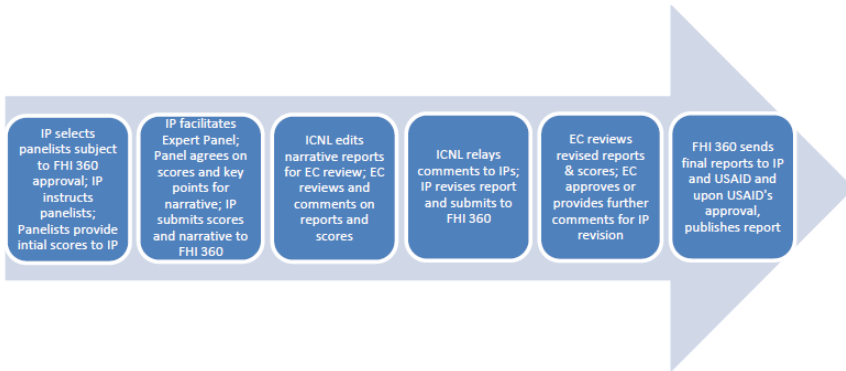 IP selects
panelists subject
to FHI 360
approval; IP
instructs
panelists;
Panelists provide
intial scores to IP
IP facilitates
Expert Panel;
Panel agrees on
scores and key
points for
narrative; IP
submits scores
and narrative to
FHI 360
ICNL edits
narrative reports
for EC review; EC
reviews and
comments on
reports and
scores
ICNL relays
comments to IPs;
IP revises report
and submits to
FHI 360
EC reviews
revised reports
& scores; EC
approves or
provides further
comments for IP
revision
FHI 360 sends
final reports to IP
and USAID and
upon USAID's
approval,
publishes report